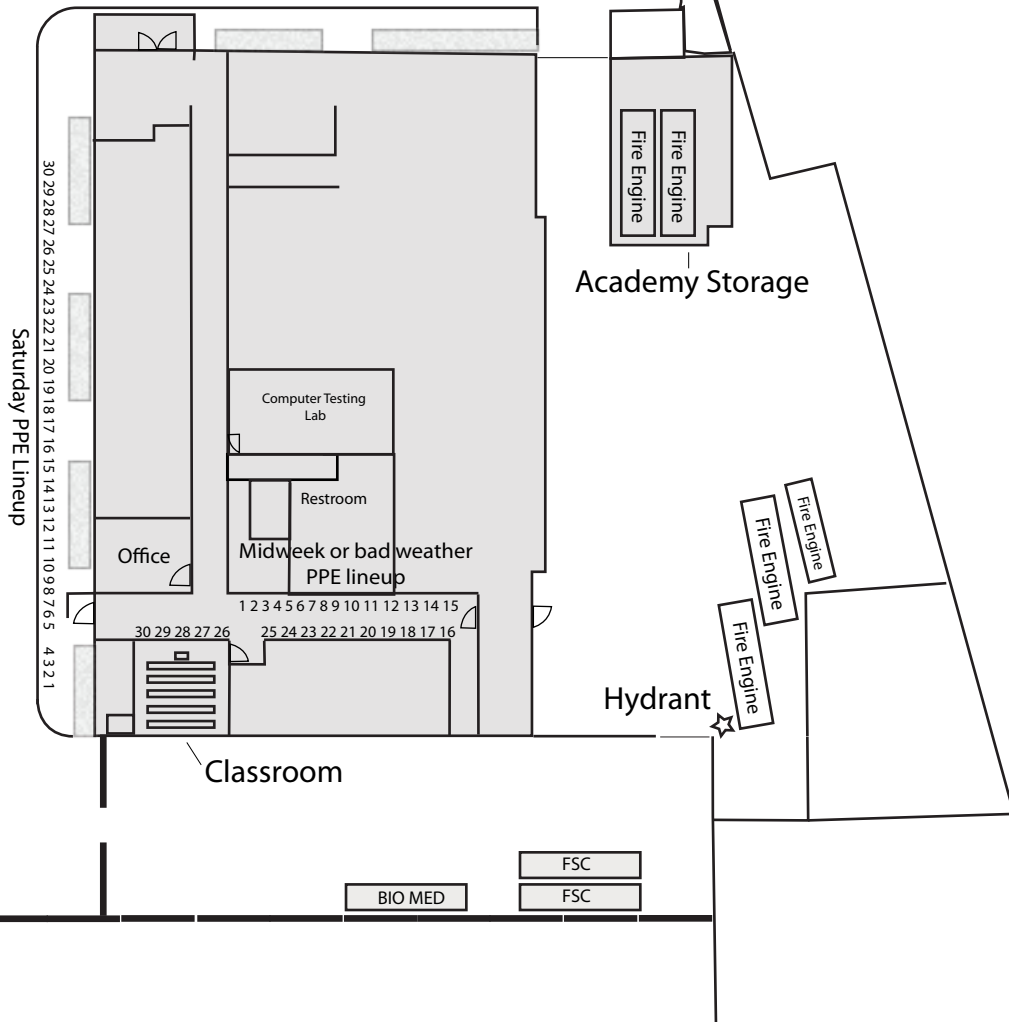 Fire Engine
Fire Engine
Academy Storage
30 29 28 27 26 25 24 23 22 21 20 19 18 17 16 15 14 13 12 11 10 9 8 7 6 5 4 3 2 1
Saturday PPE Lineup
Computer Testing
Lab
Restroom
Office
Midweek or bad weather
PPE lineup
1 2 3 4 5 6 7 8 9 10 11 12 13 14 15
30 29 28 27 26 25 24 23 22 21 20 19 18 17 16
Fire Engine
Fire Engine
Fire Engine
Hydrant
Classroom
FSC
BIO MED
FSC